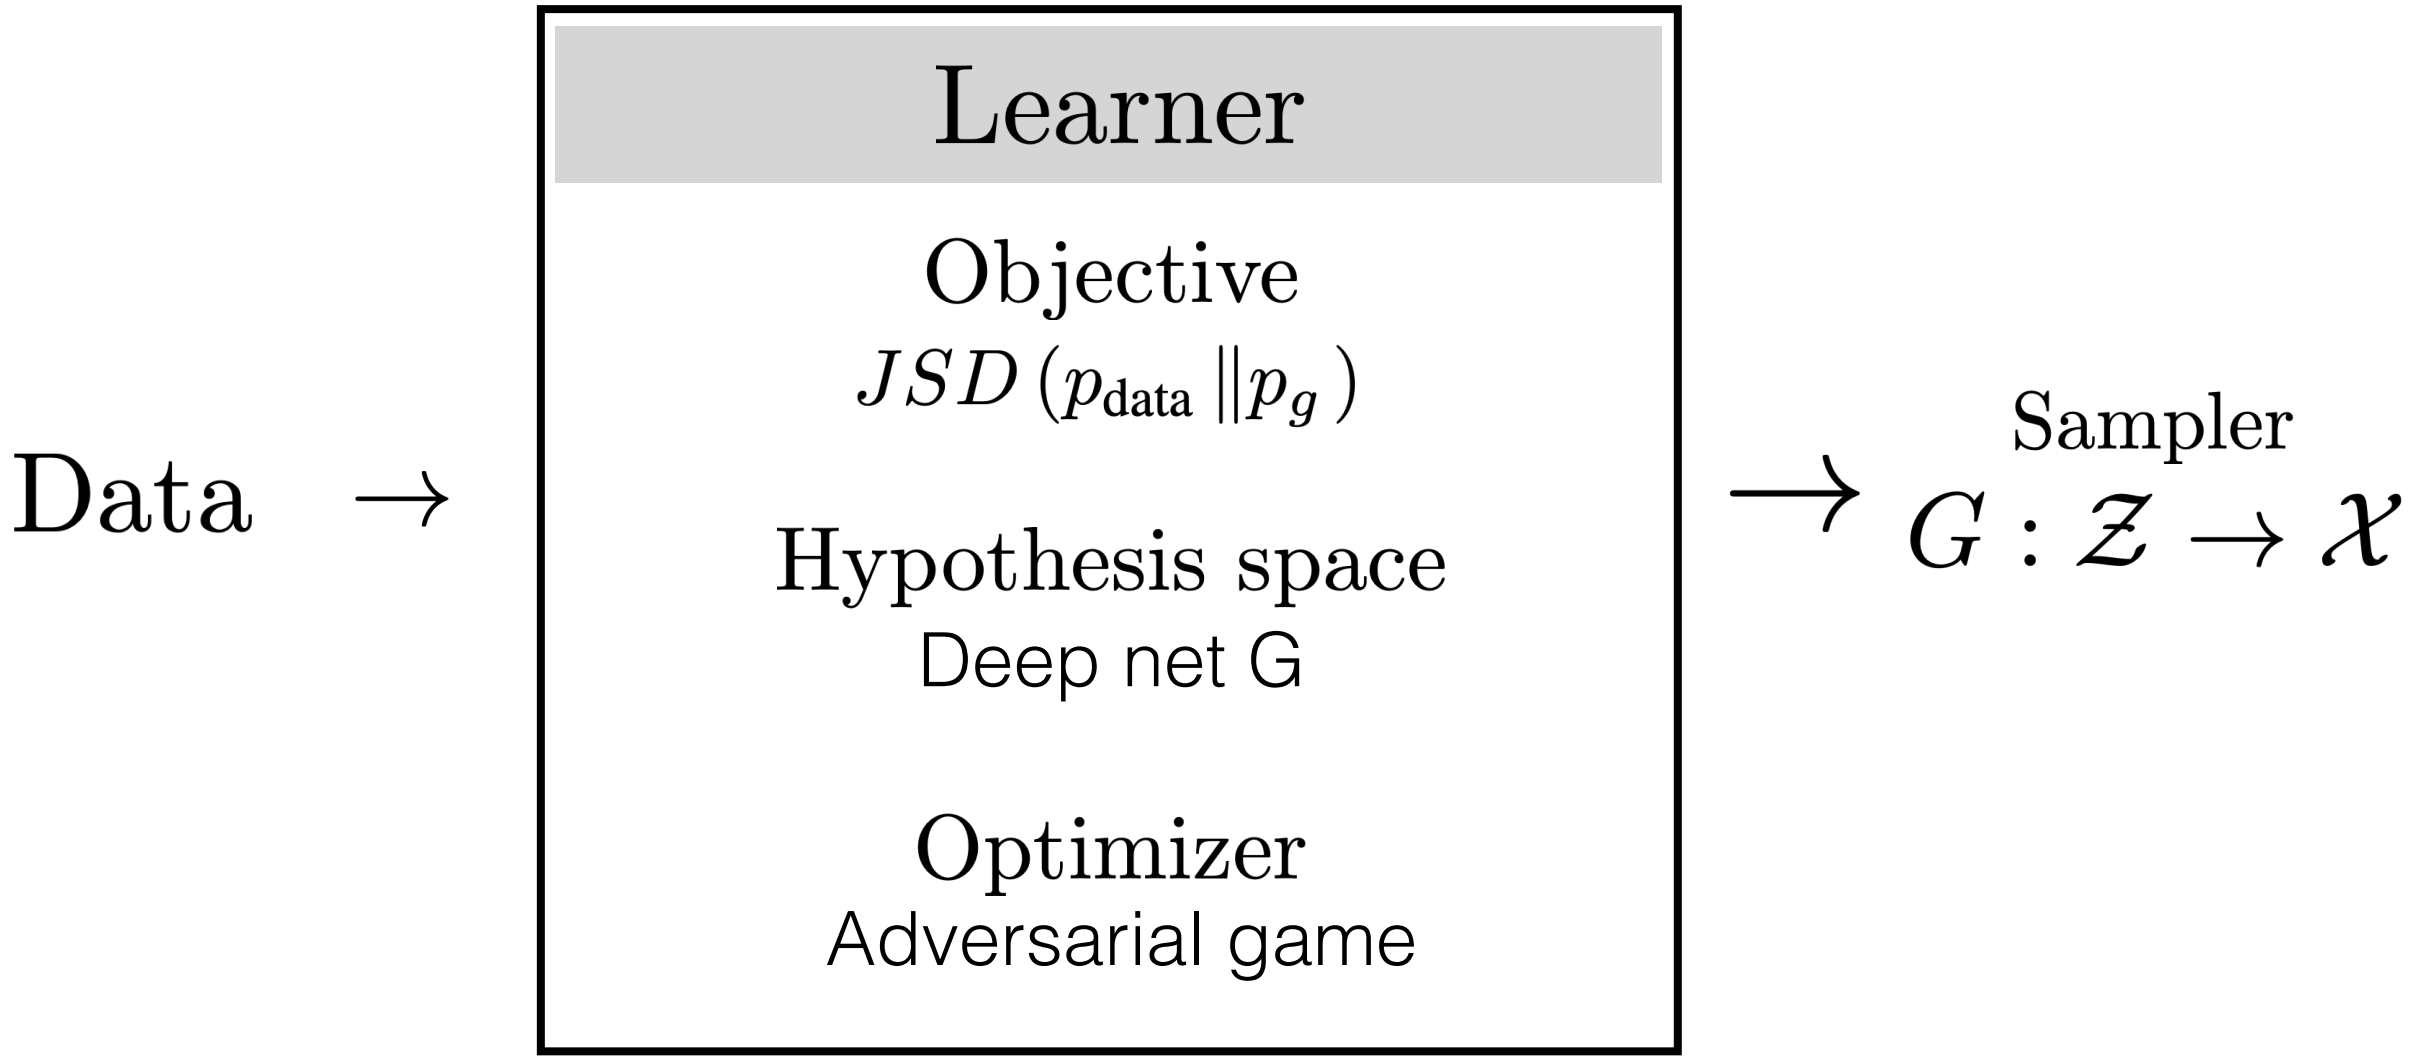 Data →
Learner
Objective
JSD (p_data ∥ p_g)
Hypothesis space
Deep net G
Optimizer
Adversarial game
→
Sampler
G : 𝒵 → 𝒳